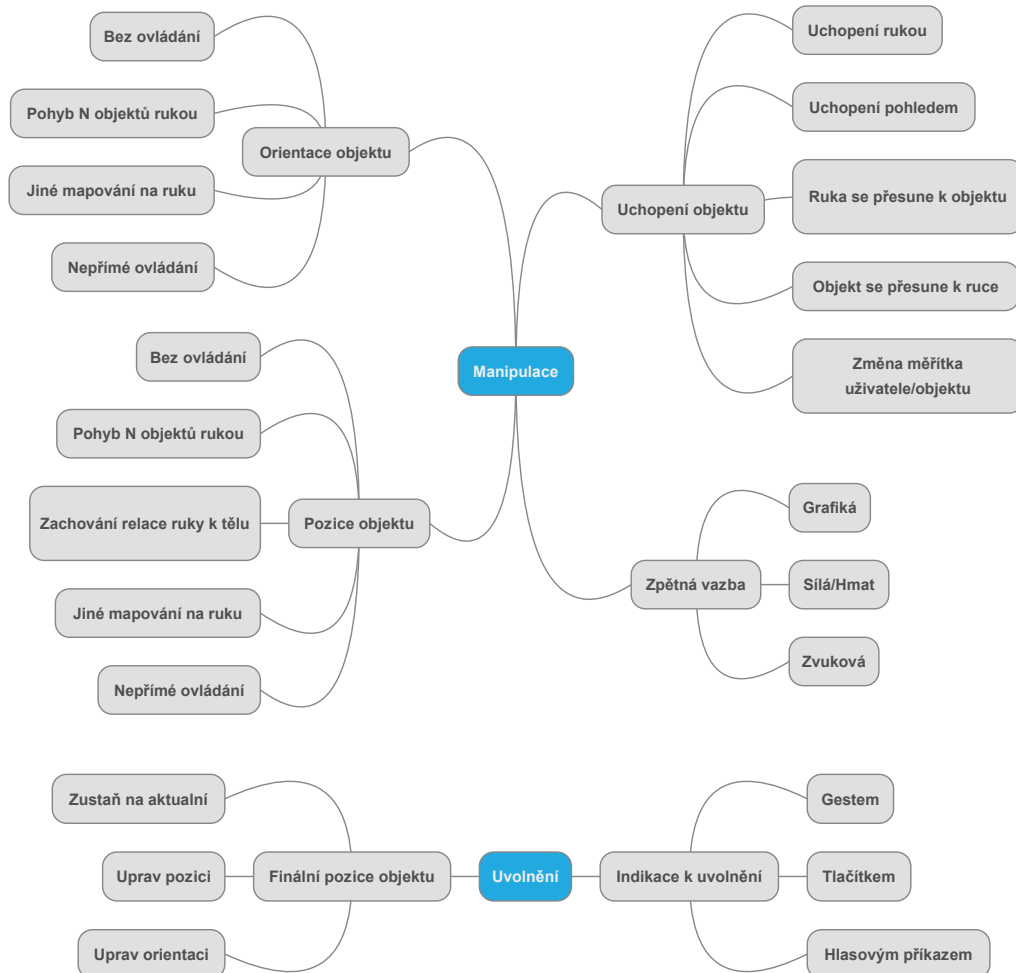 Bez ovládání
Pohyb N objektů rukou
Jiné mapování na ruku
Nepřímé ovládání
Orientace objektu
Uchopení rukou
Uchopení pohledem
Ruka se přesune k objektu
Objekt se přesune k ruce
Změna měřítka
uživatele/objektu
Uchopení objektu
Manipulace
Bez ovládání
Pohyb N objektů rukou
Zachování relace ruky k tělu
Jiné mapování na ruku
Nepřímé ovládání
Pozice objektu
Zpětná vazba
Grafiká
Sílá/Hmat
Zvuková
Zustaň na aktualní
Uprav pozici
Uprav orientaci
Finální pozice objektu
Uvolnění
Indikace k uvolnění
Gestem
Tlačítkem
Hlasovým příkazem